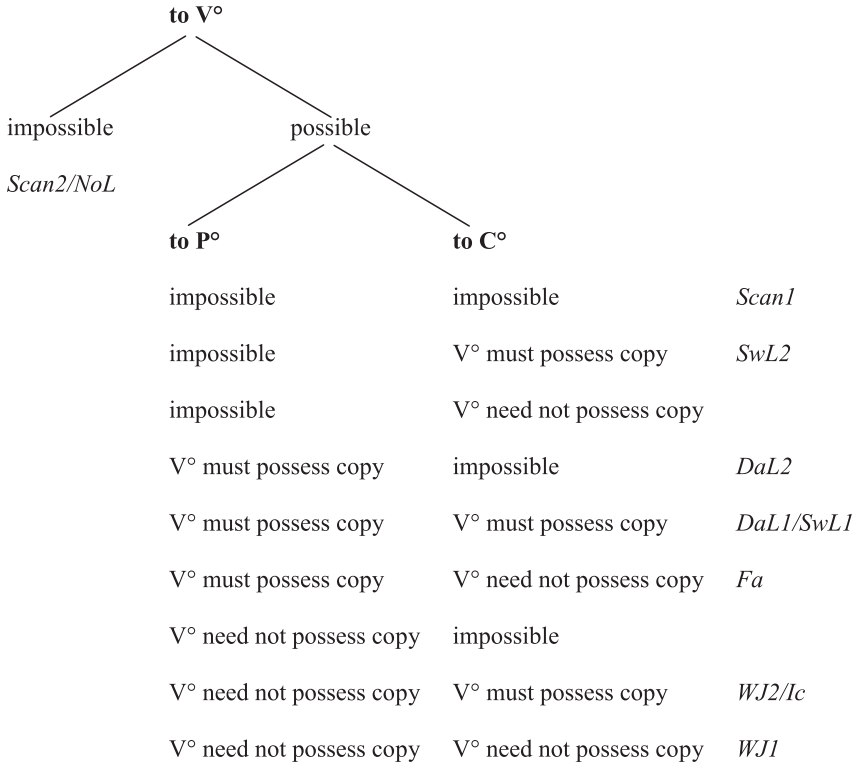 to V°
impossible possible
Scan2/NoL
to P° to C°
impossible impossible Scan1
impossible V° must possess copy SwL2
impossible V° need not possess copy
V° must possess copy impossible DaL2
V° must possess copy V° must possess copy DaL1/SwL1
V° must possess copy V° need not possess copy Fa
V° need not possess copy impossible
V° need not possess copy V° must possess copy WJ2/Ic
V° need not possess copy V° need not possess copy WJ1